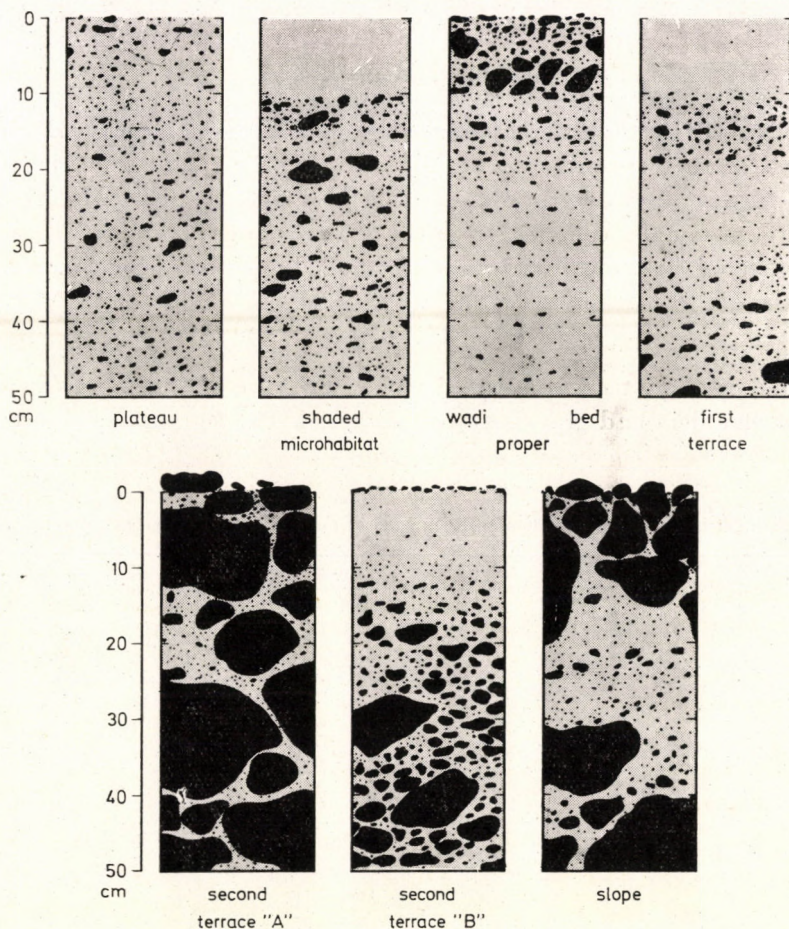 0
10
20
30
40
50
cm
plateau
shaded
microhabitat
wadi bed
proper
first
terrace
0
10
20
30
40
50
cm
second
terrace "A"
second
terrace "B"
slope